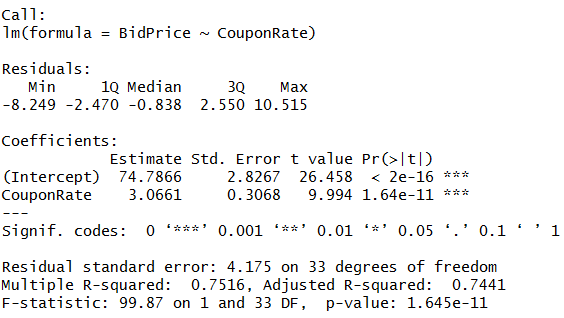 Call:
lm(formula = BidPrice ~ CouponRate)
Residuals:
Min 1Q Median 3Q Max
-8.249 -2.470 -0.838 2.550 10.515
Coefficients:
Estimate Std. Error t value Pr(>|t|)
(Intercept) 74.7866 2.8267 26.458 < 2e-16 ***
CouponRate 3.0661 0.3068 9.994 1.64e-11 ***
---
Signif. codes: 0 ‘***’ 0.001 ‘**’ 0.01 ‘*’ 0.05 ‘.’ 0.1 ‘ ’ 1
Residual standard error: 4.175 on 33 degrees of freedom
Multiple R-squared: 0.7516, Adjusted R-squared: 0.7441
F-statistic: 99.87 on 1 and 33 DF, p-value: 1.645e-11